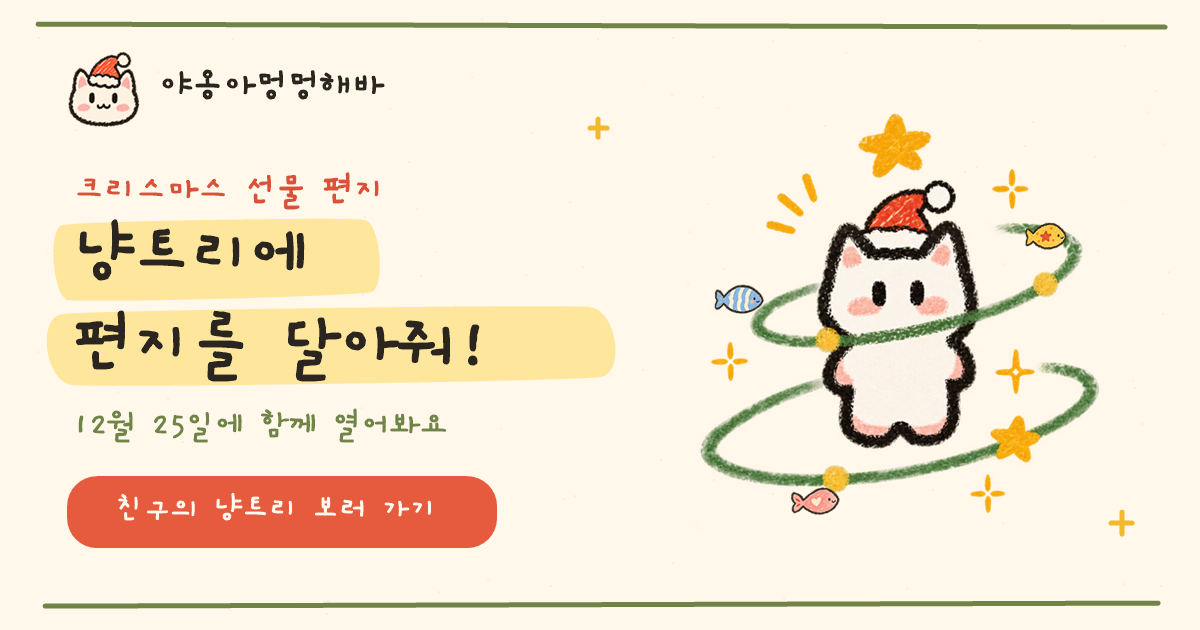 야옹아멍멍해바
크리스마스 선물 편지
냥트리에
편지를 달아줘!
12월 25일에 함께 열어봐요
친구의 냥트리 보러 가기